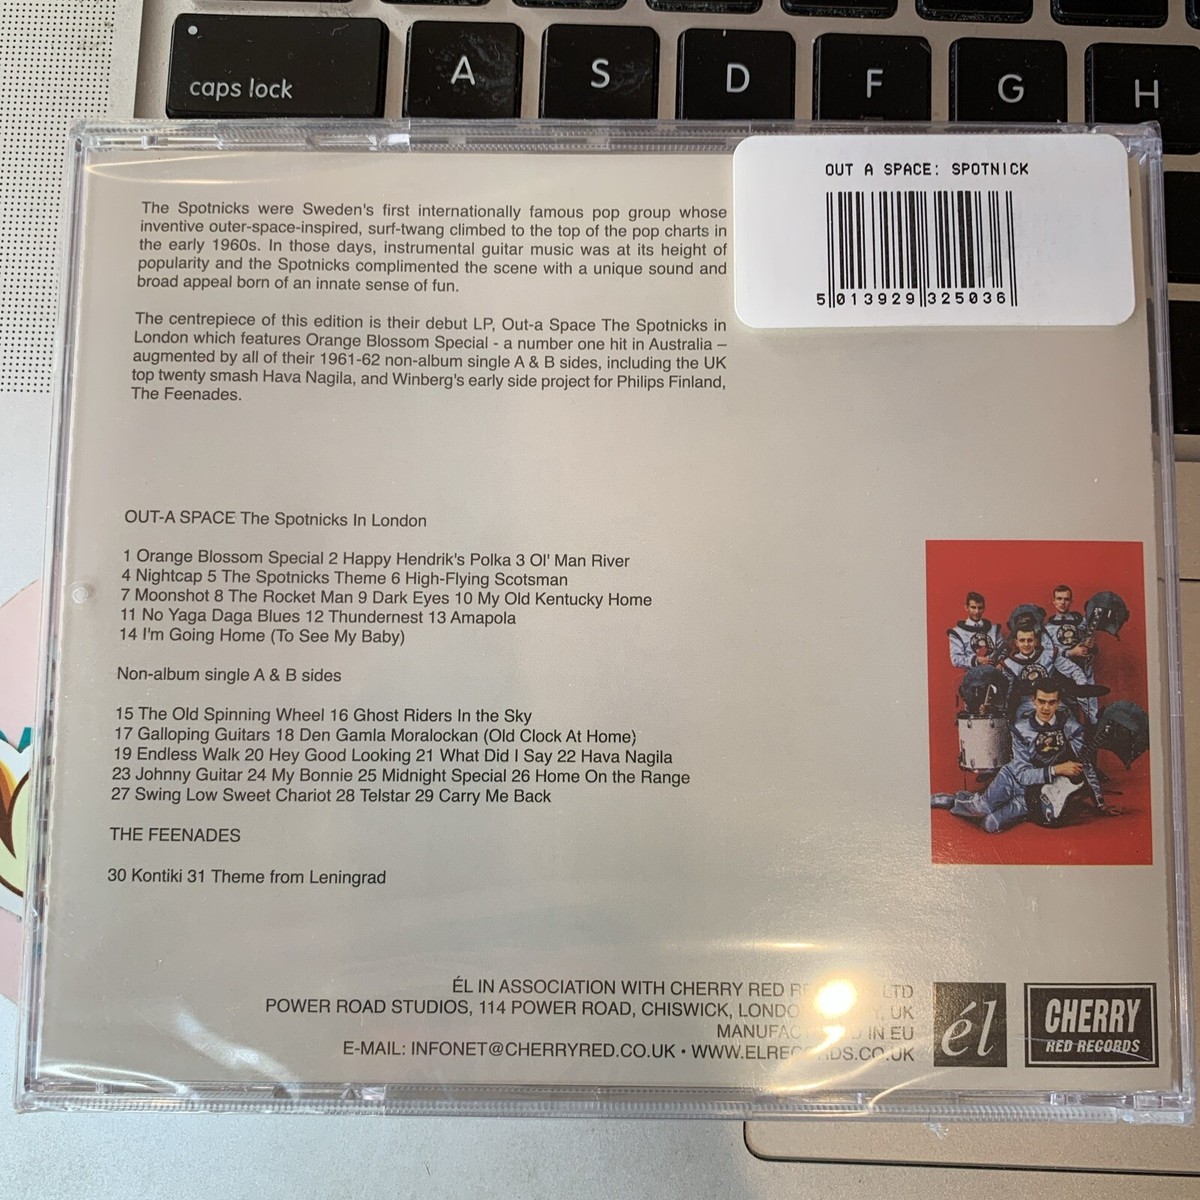 caps lock
A
S
D
F
G
H
OUT A SPACE: SPOTNICK
5 013929 325036
The Spotnicks were Sweden's first internationally famous pop group whose
inventive outer-space-inspired, surf-twang climbed to the top of the pop charts in
the early 1960s. In those days, instrumental guitar music was at its height of
popularity and the Spotnicks complimented the scene with a unique sound and
broad appeal born of an innate sense of fun.
The centrepiece of this edition is their debut LP, Out-a Space The Spotnicks in
London which features Orange Blossom Special - a number one hit in Australia –
augmented by all of their 1961-62 non-album single A & B sides, including the UK
top twenty smash Hava Nagila, and Winberg's early side project for Philips Finland,
The Feenades.
OUT-A SPACE The Spotnicks In London
1 Orange Blossom Special 2 Happy Hendrik's Polka 3 Ol' Man River
4 Nightcap 5 The Spotnicks Theme 6 High-Flying Scotsman
7 Moonshot 8 The Rocket Man 9 Dark Eyes 10 My Old Kentucky Home
11 No Yaga Daga Blues 12 Thundernest 13 Amapola
14 I'm Going Home (To See My Baby)
Non-album single A & B sides
15 The Old Spinning Wheel 16 Ghost Riders In the Sky
17 Galloping Guitars 18 Den Gamla Moralockan (Old Clock At Home)
19 Endless Walk 20 Hey Good Looking 21 What Did I Say 22 Hava Nagila
23 Johnny Guitar 24 My Bonnie 25 Midnight Special 26 Home On the Range
27 Swing Low Sweet Chariot 28 Telstar 29 Carry Me Back
THE FEENADES
30 Kontiki 31 Theme from Leningrad
ÉL IN ASSOCIATION WITH CHERRY RED LTD
POWER ROAD STUDIOS, 114 POWER ROAD, CHISWICK, UK
IN EU
E-MAIL: INFONET@CHERRYRED.CO.UK •
él
CHERRY
RED RECORDS